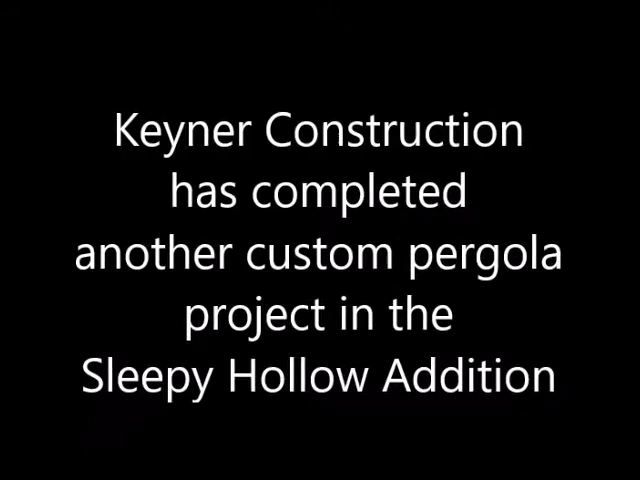 Keyner Construction
has completed
another custom pergola
project in the
Sleepy Hollow Addition